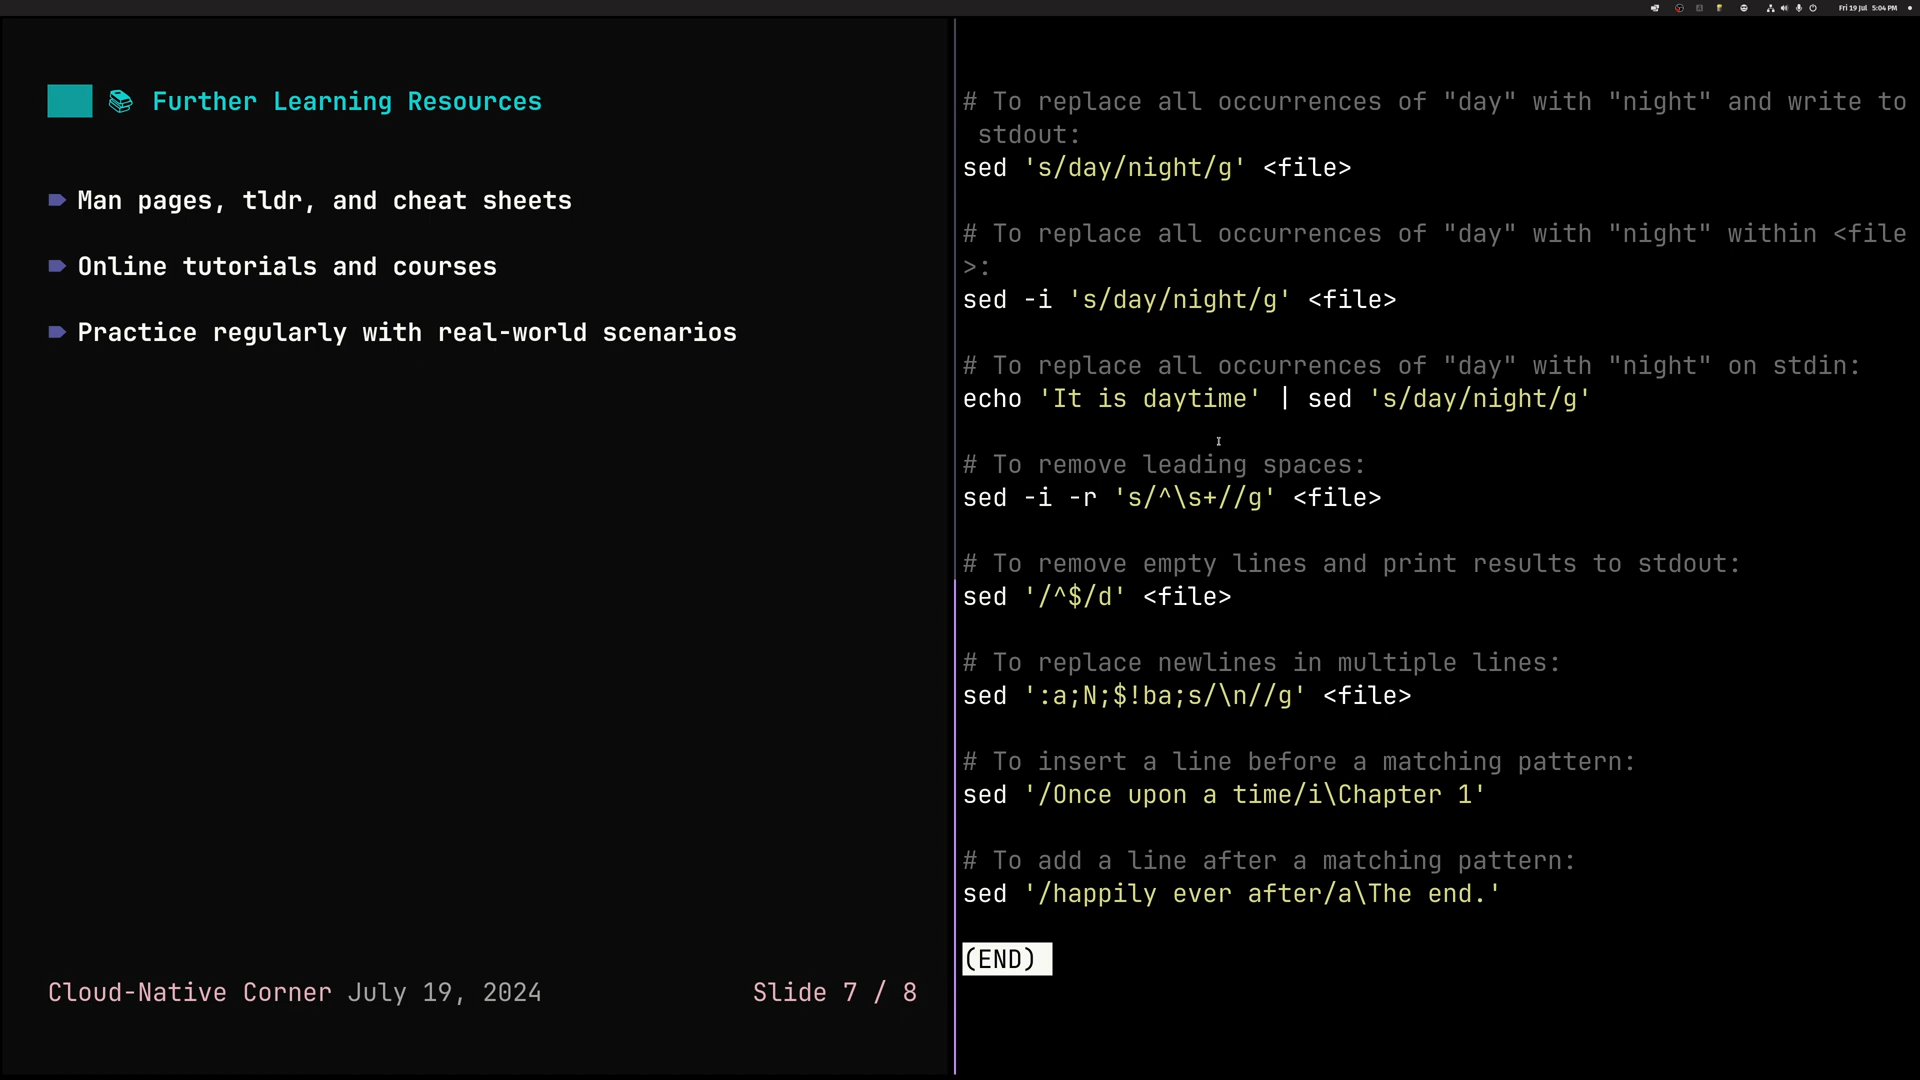 Fri 19 Jul 5:04 PM
📚 Further Learning Resources
Man pages, tldr, and cheat sheets
Online tutorials and courses
Practice regularly with real-world scenarios
Cloud-Native Corner July 19, 2024
Slide 7 / 8
# To replace all occurrences of "day" with "night" and write to
stdout:
sed 's/day/night/g' <file>
# To replace all occurrences of "day" with "night" within <file
>:
sed -i 's/day/night/g' <file>
# To replace all occurrences of "day" with "night" on stdin:
echo 'It is daytime' | sed 's/day/night/g'
# To remove leading spaces:
sed -i -r 's/^\s+//g' <file>
# To remove empty lines and print results to stdout:
sed '/^$/d' <file>
# To replace newlines in multiple lines:
sed ':a;N;$!ba;s/\n//g' <file>
# To insert a line before a matching pattern:
sed '/Once upon a time/i\Chapter 1'
# To add a line after a matching pattern:
sed '/happily ever after/a\The end.'
(END)